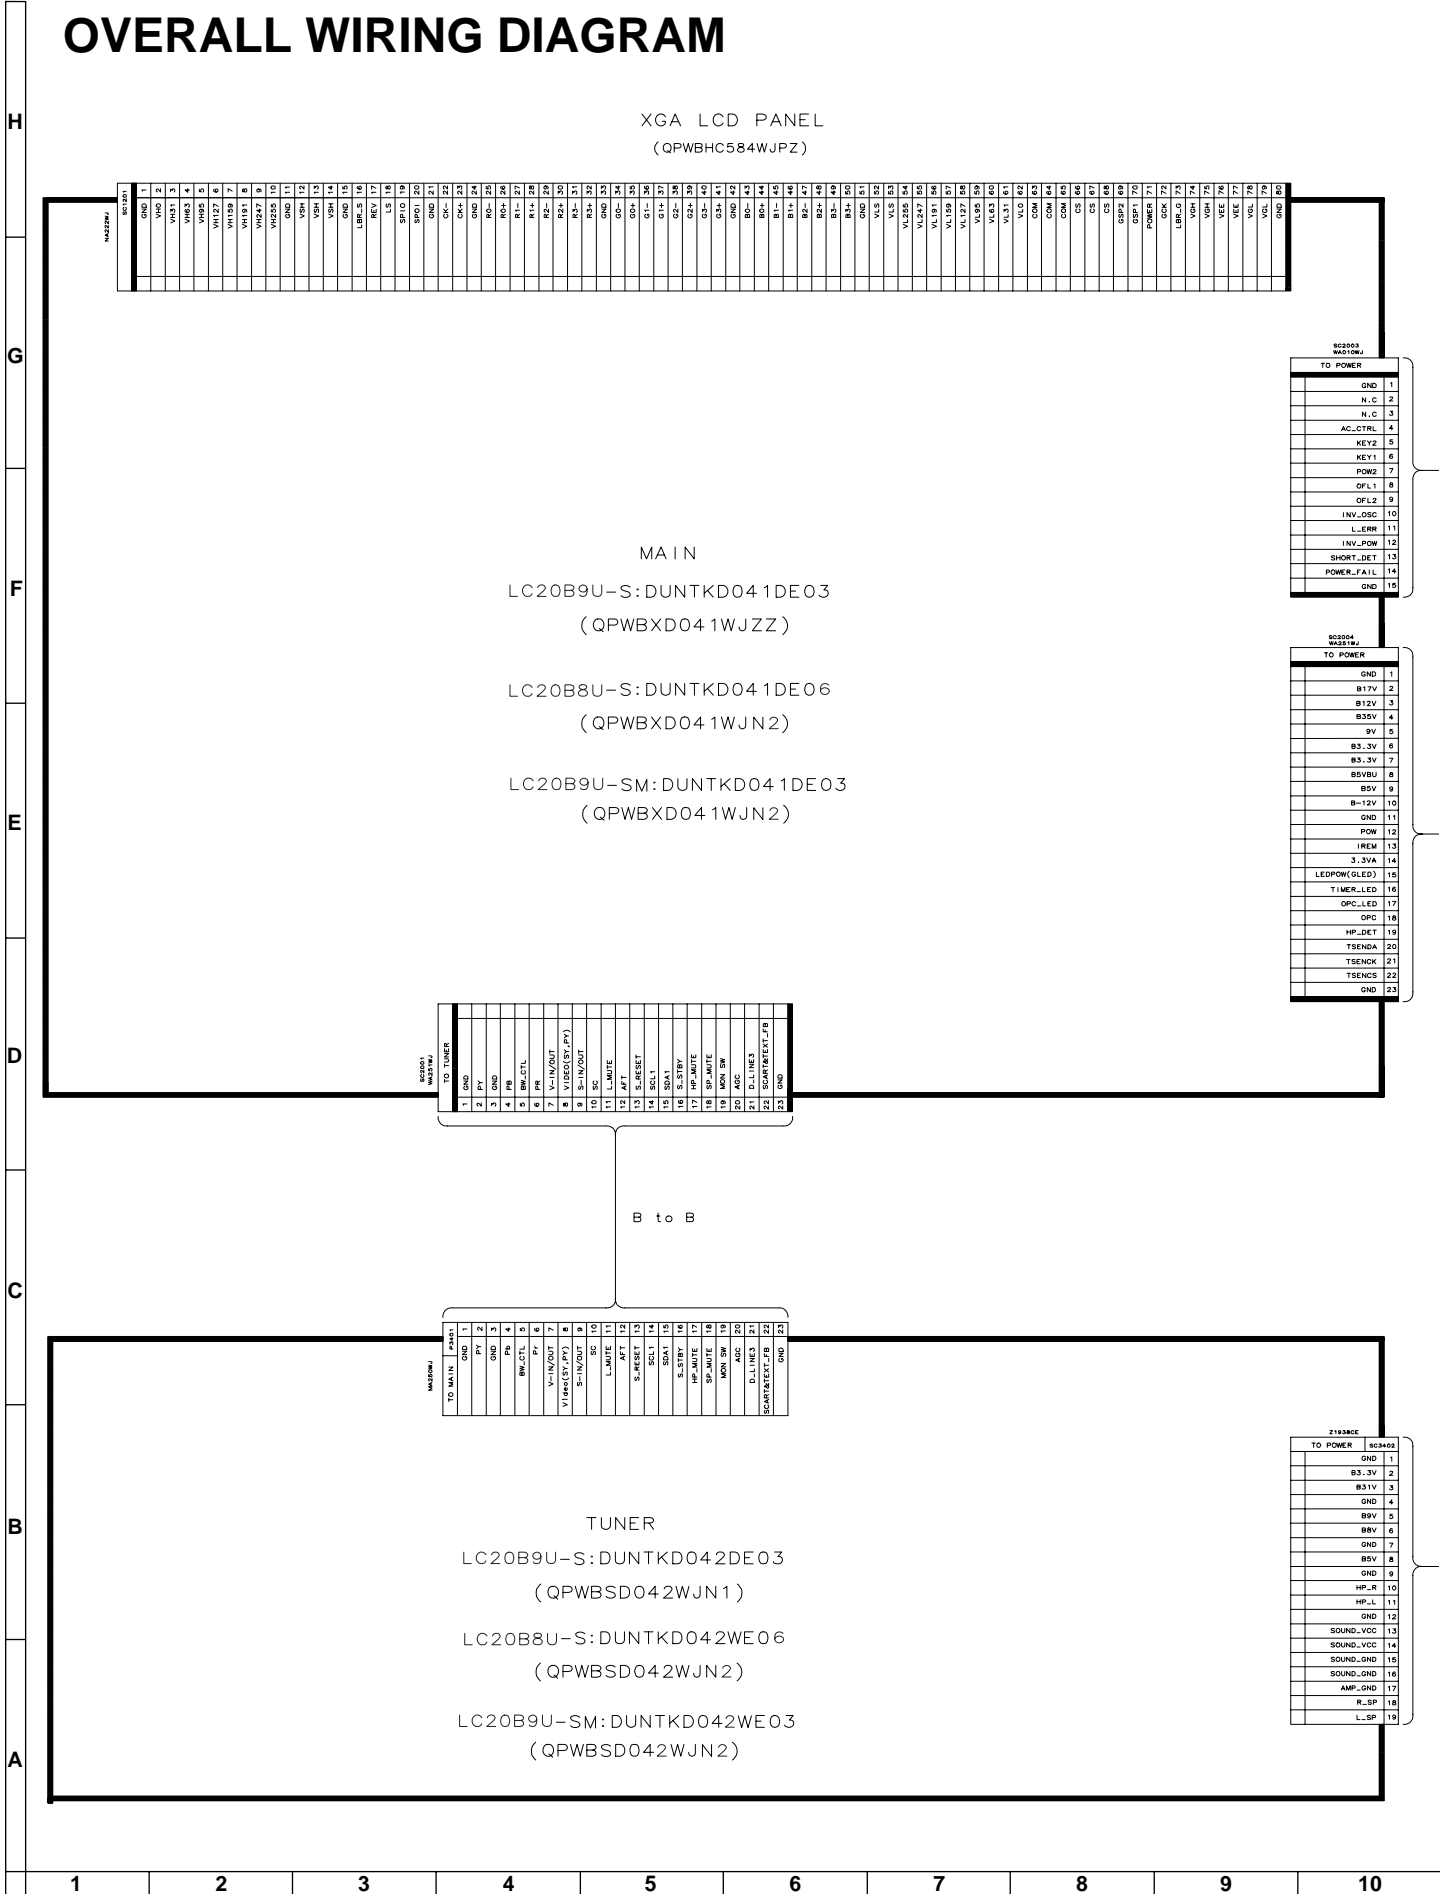 OVERALL WIRING DIAGRAM
H
XGA LCD PANEL
(QPWBHC584WJPZ)
SC1201
NA222WJ
GND 1
VH0 2
VH31 3
VH63 4
VH95 5
VH127 6
VH159 7
VH191 8
VH247 9
VH255 10
GND 11
VSH 12
VSH 13
VSH 14
GND 15
LBR_S 16
REV 17
LS 18
SPIO 19
SPOI 20
GND 21
CK- 22
CK+ 23
GND 24
R0- 25
R0+ 26
R1- 27
R1+ 28
R2- 29
R2+ 30
R3- 31
R3+ 32
GND 33
G0- 34
G0+ 35
G1- 36
G1+ 37
G2- 38
G2+ 39
G3- 40
G3+ 41
GND 42
B0- 43
B0+ 44
B1- 45
B1+ 46
B2- 47
B2+ 48
B3- 49
B3+ 50
GND 51
VLS 52
VLS 53
VL255 54
VL247 55
VL191 56
VL159 57
VL127 58
VL95 59
VL63 60
VL31 61
VL0 62
COM 63
COM 64
COM 65
CS 66
CS 67
CS 68
GSP2 69
GSP1 70
POWER 71
GCK 72
LBR_G 73
VGH 74
VGH 75
VEE 76
VEE 77
VGL 78
VGL 79
GND 80
G
SC2003
WA010WJ
TO POWER
GND 1
N.C 2
N.C 3
AC_CTRL 4
KEY2 5
KEY1 6
POW2 7
OFL1 8
OFL2 9
INV_OSC 10
L_ERR 11
INV_POW 12
SHORT_DET 13
POWER_FAIL 14
GND 15
F
MAIN
LC20B9U-S:DUNTKD041DE03
(QPWBXD041WJZZ)
LC20B8U-S:DUNTKD041DE06
(QPWBXD041WJN2)
LC20B9U-SM:DUNTKD041DE03
(QPWBXD041WJN2)
SC2004
WA251WJ
TO POWER
GND 1
B17V 2
B12V 3
B35V 4
9V 5
B3.3V 6
B3.3V 7
B5VBU 8
B5V 9
B-12V 10
GND 11
POW 12
IREM 13
3.3VA 14
LEDPOW(GLED) 15
TIMER_LED 16
OPC_LED 17
OPC 18
HP_DET 19
TSENDA 20
TSENCK 21
TSENCS 22
GND 23
E
D
SC2001
WA251WJ
TO TUNER
1 GND
2 PY
3 GND
4 PB
5 BW_CTL
6 PR
7 V-IN/OUT
8 VIDEO(SY,PY)
9 S-IN/OUT
10 SC
11 L_MUTE
12 AFT
13 S_RESET
14 SCL1
15 SDA1
16 S_STBY
17 HP_MUTE
18 SP_MUTE
19 MON SW
20 AGC
21 D_LINE3
22 SCART&TEXT_FB
23 GND
B to B
C
MA250WJ
TO MAIN P3401
GND 1
PY 2
GND 3
Pb 4
BW_CTL 5
Pr 6
V-IN/OUT 7
Video(SY,PY) 8
S-IN/OUT 9
SC 10
L_MUTE 11
AFT 12
S_RESET 13
SCL1 14
SDA1 15
S_STBY 16
HP_MUTE 17
SP_MUTE 18
MON SW 19
AGC 20
D_LINE3 21
SCART&TEXT_FB 22
GND 23
B
TUNER
LC20B9U-S:DUNTKD042DE03
(QPWBSD042WJN1)
LC20B8U-S:DUNTKD042WE06
(QPWBSD042WJN2)
LC20B9U-SM:DUNTKD042WE03
(QPWBSD042WJN2)
Z193BCE
TO POWER SC3402
GND 1
B3.3V 2
B31V 3
GND 4
B9V 5
B8V 6
GND 7
B5V 8
GND 9
HP_R 10
HP_L 11
GND 12
SOUND_VCC 13
SOUND_VCC 14
SOUND_GND 15
SOUND_GND 16
AMP_GND 17
R_SP 18
L_SP 19
A
1 2 3 4 5 6 7 8 9 10